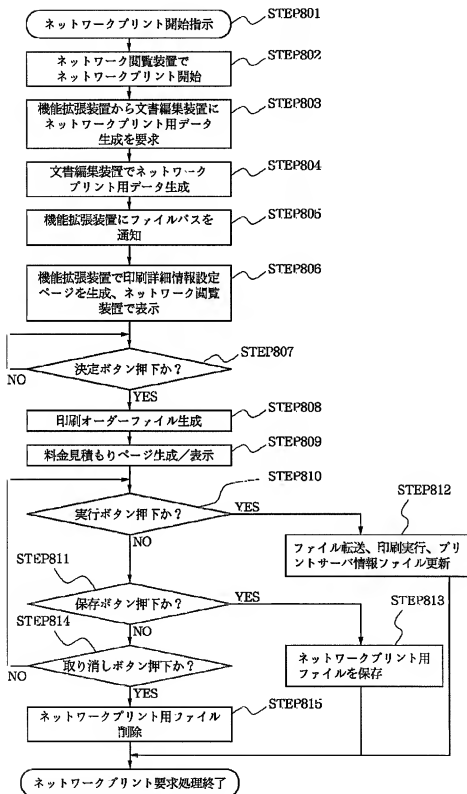 ネットワークプリント開始指示
STEP801
ネットワーク閲覧装置で
ネットワークプリント開始
STEP802
機能拡張装置から文書編集装置に
ネットワークプリント用データ
生成を要求
STEP803
文書編集装置でネットワーク
プリント用データ生成
STEP804
機能拡張装置にファイルパスを
通知
STEP805
機能拡張装置で印刷詳細情報設定
ページを生成、ネットワーク閲覧
装置で表示
STEP806
決定ボタン押下か?
STEP807
NO
YES
印刷オーダーファイル生成
STEP808
料金見積もりページ生成/表示
STEP809
実行ボタン押下か?
STEP810
YES
NO
ファイル転送、印刷実行、プリ
ントサーバ情報ファイル更新
STEP812
STEP811
保存ボタン押下か?
YES
NO
ネットワークプリント用
ファイルを保存
STEP813
STEP814
取り消しボタン押下か?
NO
YES
ネットワークプリント用ファイル
削除
STEP815
ネットワークプリント要求処理終了